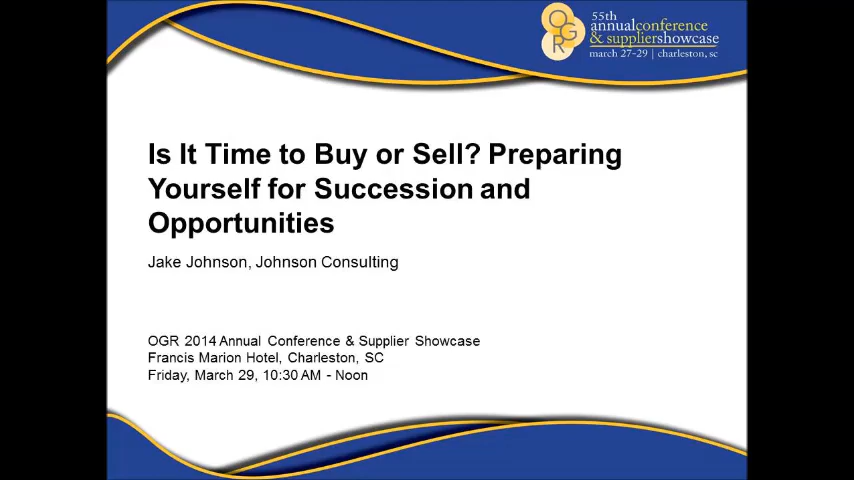 OGR
55th
annualconference
& suppliershowcase
march 27-29 | charleston, sc
Is It Time to Buy or Sell? Preparing
Yourself for Succession and
Opportunities
Jake Johnson, Johnson Consulting
OGR 2014 Annual Conference & Supplier Showcase
Francis Marion Hotel, Charleston, SC
Friday, March 29, 10:30 AM - Noon